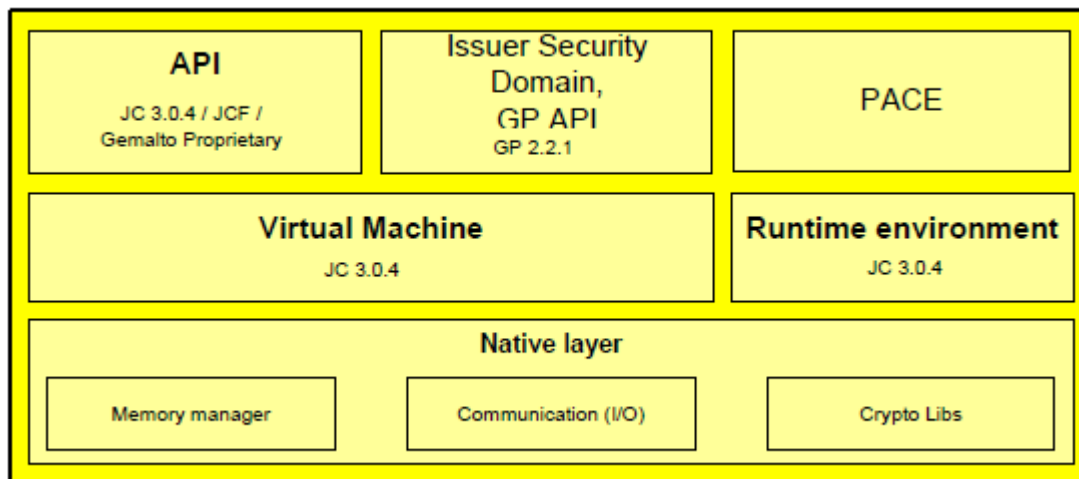 API
JC 3.0.4 / JCF /
Gemalto Proprietary
Issuer Security
Domain,
GP API
GP 2.2.1
PACE
Virtual Machine
JC 3.0.4
Runtime environment
JC 3.0.4
Native layer
Memory manager
Communication (I/O)
Crypto Libs